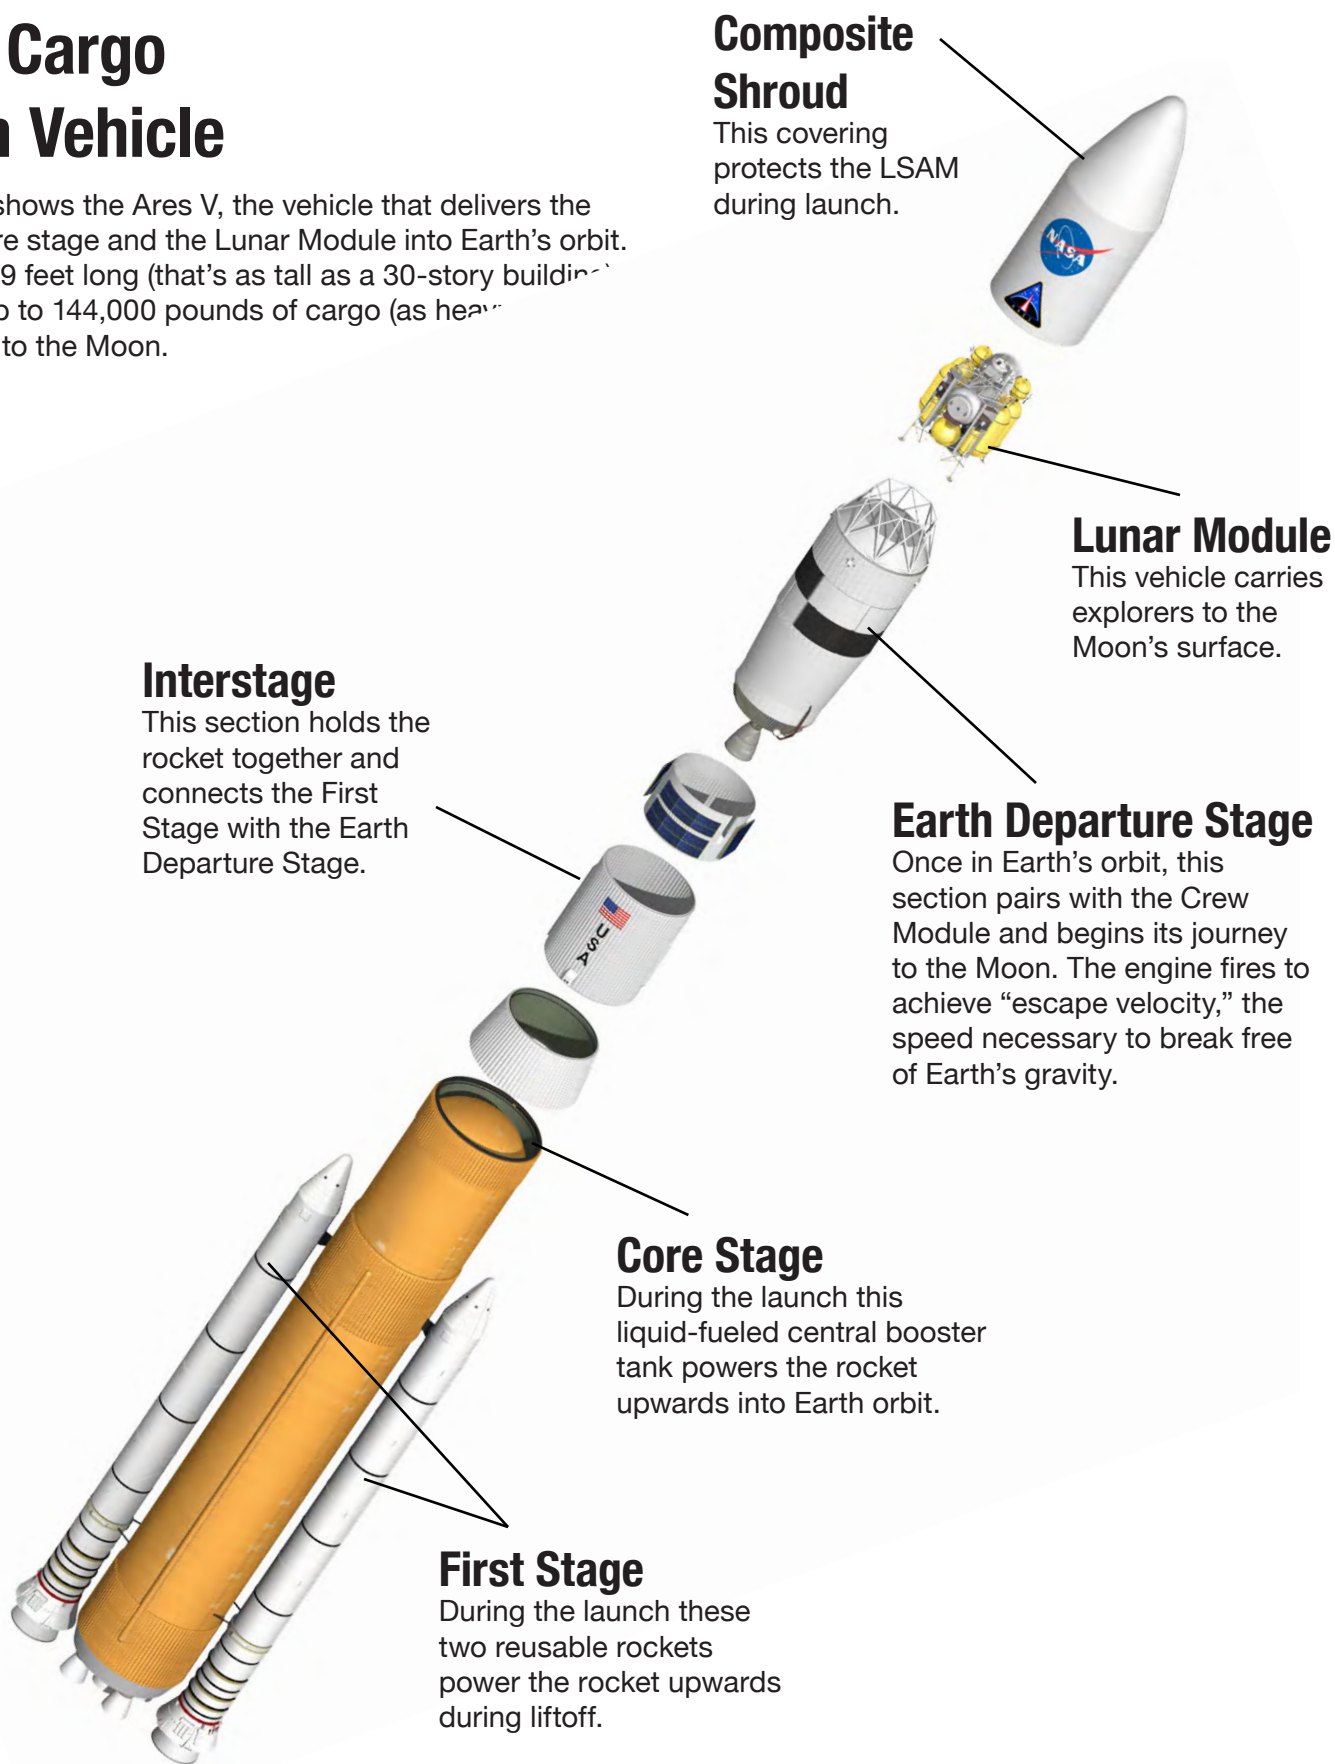 Cargo
Vehicle
shows the Ares V, the vehicle that delivers the
stage and the Lunar Module into Earth’s orbit.
9 feet long (that’s as tall as a 30-story building)
to 144,000 pounds of cargo (as heavy
to the Moon.
Composite
Shroud
This covering
protects the LSAM
during launch.
NASA
Lunar Module
This vehicle carries
explorers to the
Moon’s surface.
Interstage
This section holds the
rocket together and
connects the First
Stage with the Earth
Departure Stage.
Earth Departure Stage
Once in Earth’s orbit, this
section pairs with the Crew
Module and begins its journey
to the Moon. The engine fires to
achieve “escape velocity,” the
speed necessary to break free
of Earth’s gravity.
USA
Core Stage
During the launch this
liquid-fueled central booster
tank powers the rocket
upwards into Earth orbit.
First Stage
During the launch these
two reusable rockets
power the rocket upwards
during liftoff.